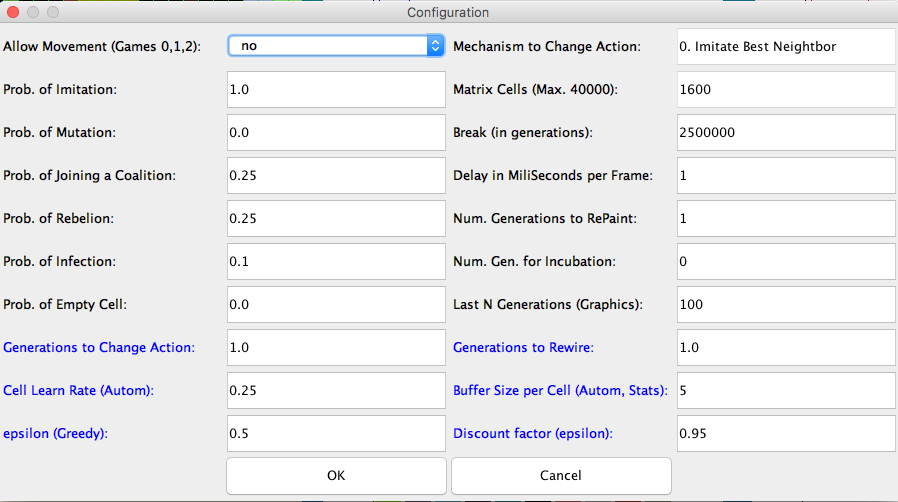 Configuration
Allow Movement (Games 0,1,2): no Mechanism to Change Action: 0. Imitate Best Neightbor
Prob. of Imitation: 1.0 Matrix Cells (Max. 40000): 1600
Prob. of Mutation: 0.0 Break (in generations): 2500000
Prob. of Joining a Coalition: 0.25 Delay in MiliSeconds per Frame: 1
Prob. of Rebelion: 0.25 Num. Generations to RePaint: 1
Prob. of Infection: 0.1 Num. Gen. for Incubation: 0
Prob. of Empty Cell: 0.0 Last N Generations (Graphics): 100
Generations to Change Action: 1.0 Generations to Rewire: 1.0
Cell Learn Rate (Autom): 0.25 Buffer Size per Cell (Autom, Stats): 5
epsilon (Greedy): 0.5 Discount factor (epsilon): 0.95
OK Cancel